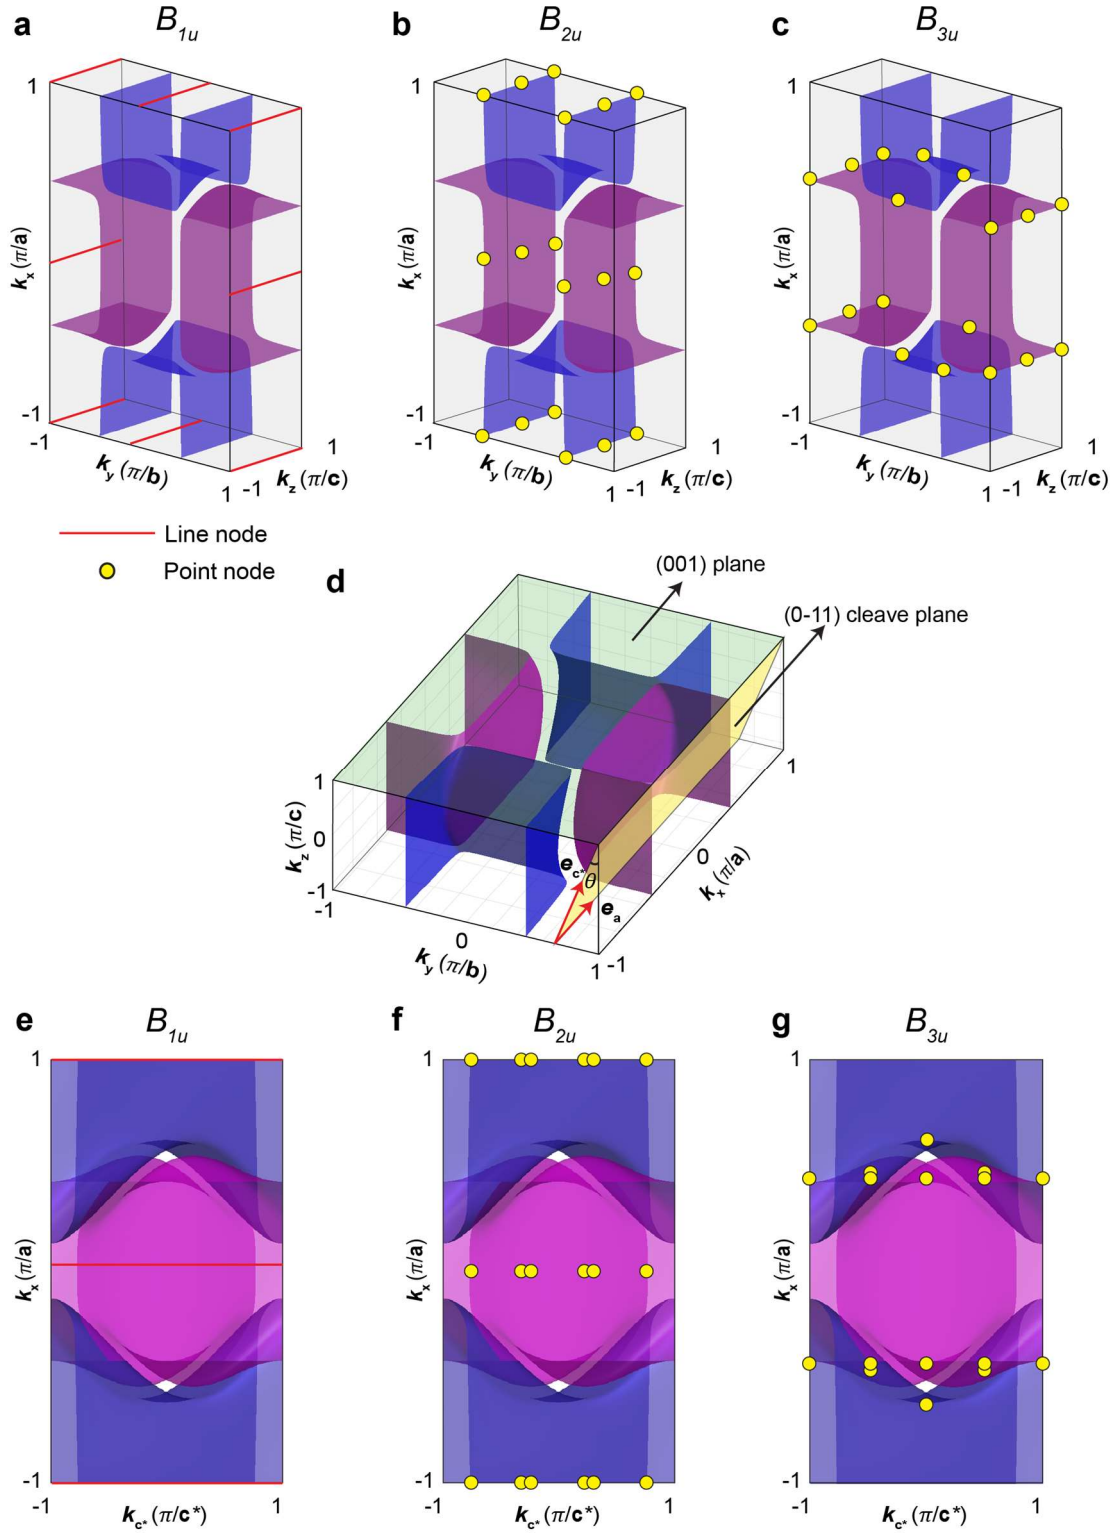 a B1u b B2u c B3u
1 1 1
kx (π/a) kx (π/a) kx (π/a)
-1 -1 -1
-1 1 -1 1 -1 1
ky (π/b) kz (π/c) ky (π/b) kz (π/c) ky (π/b) kz (π/c)
1 -1 1 -1 1 -1
Line node
Point node
d
(001) plane
(0-11) cleave plane
1
kz (π/c) 0
-1
-1
0
ky (π/b)
1
ec* θ
ea
-1
0
kx (π/a)
1
e B1u f B2u g B3u
1 1 1
kx (π/a) kx (π/a) kx (π/a)
-1 -1 -1
-1 1 -1 1 -1 1
kc* (π/c*) kc* (π/c*) kc* (π/c*)